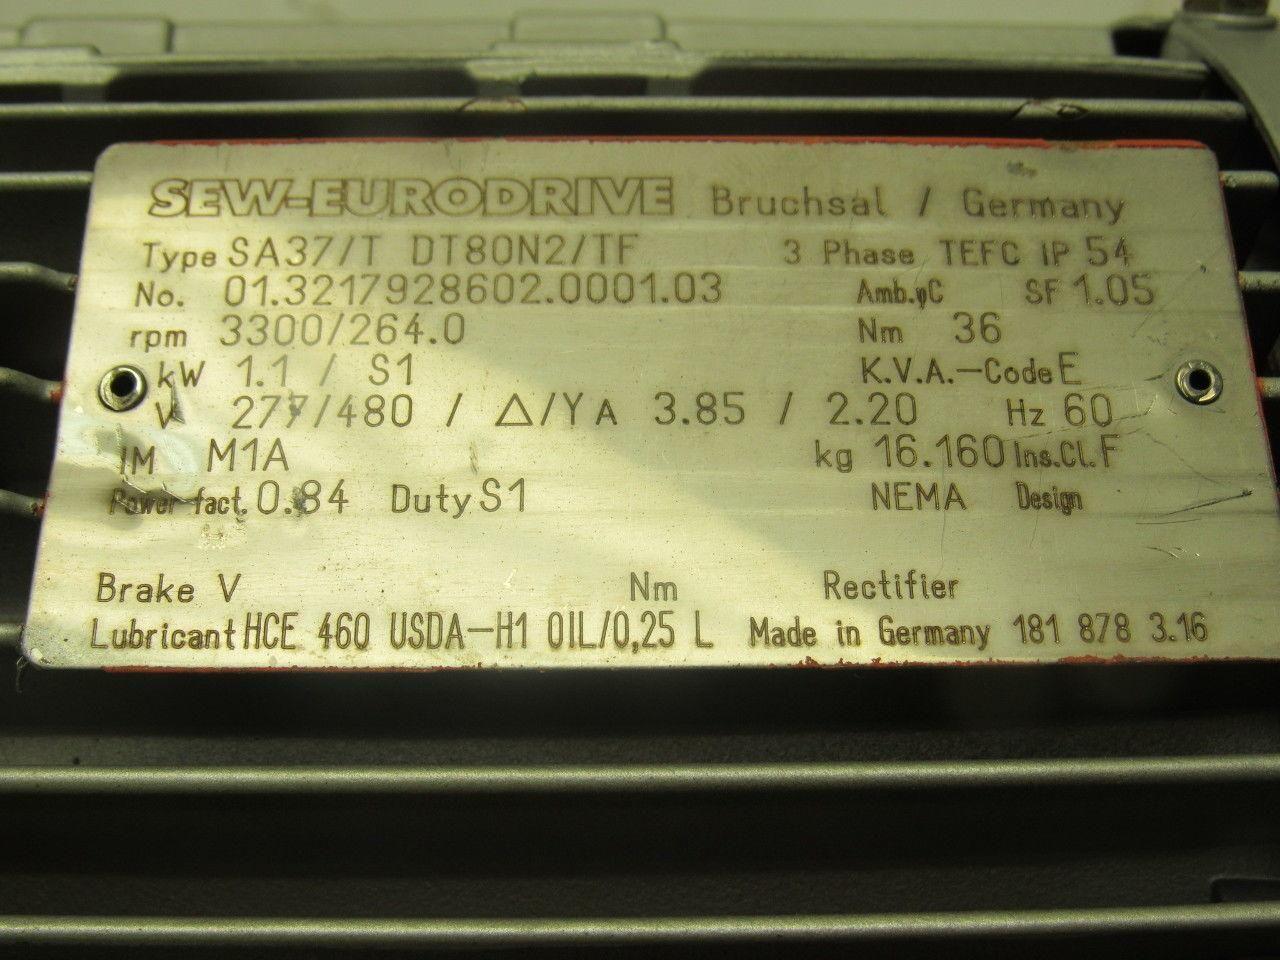 SEW-EURODRIVE Bruchsal / Germany
Type SA37/T DT80N2/TF 3 Phase TEFC IP 54
No. 01.3217928602.0001.03 Amb. °C SF 1.05
rpm 3300/264.0 Nm 36
kW 1.1 / S1 K.V.A.-Code E
V 277/480 / △/Y A 3.85 / 2.20 Hz 60
IM M1A kg 16.160 Ins.Cl. F
Power fact. 0.84 Duty S1 NEMA Design
Brake V Nm Rectifier
Lubricant HCE 460 USDA-H1 OIL/0,25 L Made in Germany 181 878 3.16